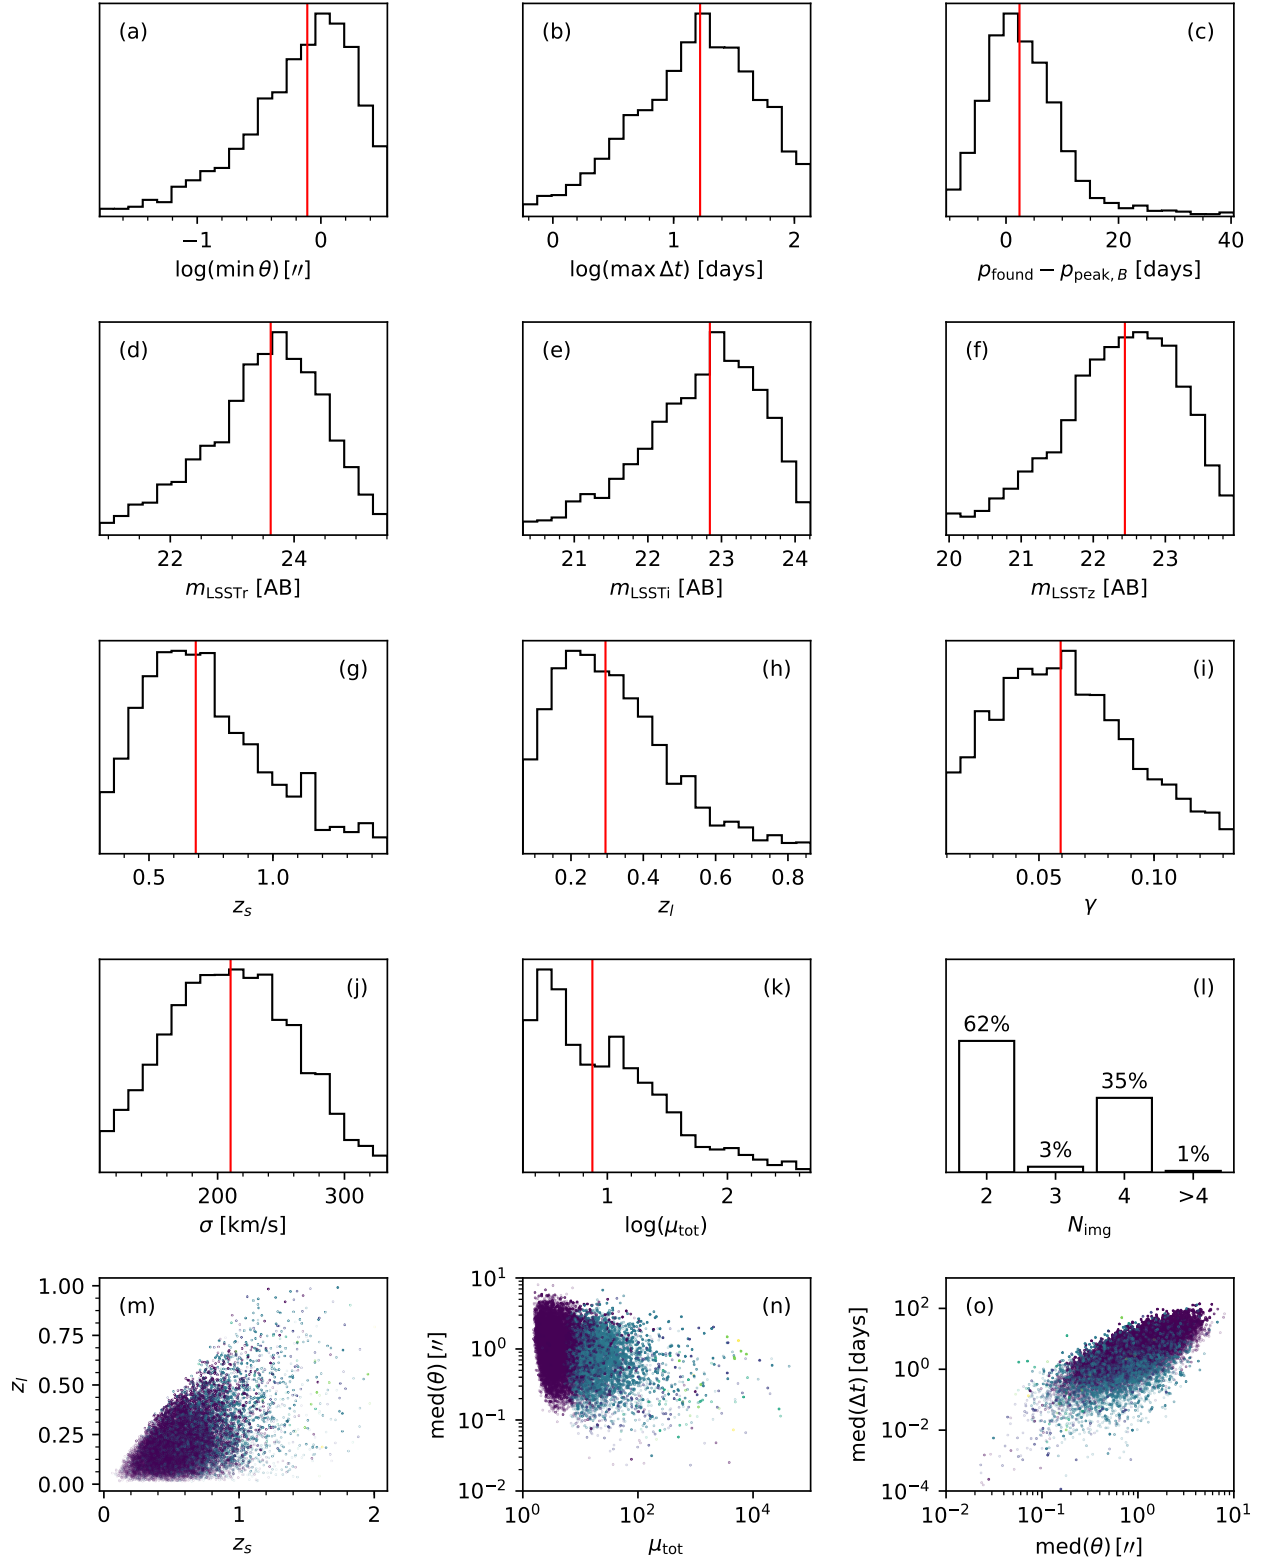 (a)
−1 0
log(min θ) [″]
(b)
0 1 2
log(max Δt) [days]
(c)
0 20 40
p_found − p_peak, B [days]
(d)
22 24
m_LSSTr [AB]
(e)
21 22 23 24
m_LSSTi [AB]
(f)
20 21 22 23
m_LSSTz [AB]
(g)
0.5 1.0
z_s
(h)
0.2 0.4 0.6 0.8
z_l
(i)
0.05 0.10
γ
(j)
200 300
σ [km/s]
(k)
1 2
log(μ_tot)
(l)
62%
3%
35%
1%
2 3 4 >4
N_img
(m)
1.00
0.75
0.50
0.25
0.00
z_l
0 1 2
z_s
(n)
10^1
10^0
10^−1
10^−2
med(θ) [″]
10^0 10^2 10^4
μ_tot
(o)
10^2
10^0
10^−2
10^−4
med(Δt) [days]
10^−2 10^−1 10^0 10^1
med(θ) [″]